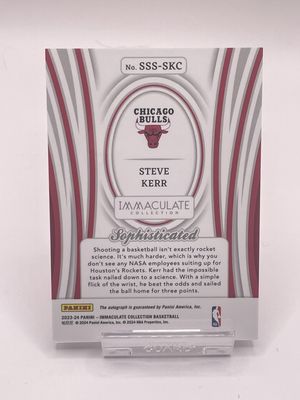 No. SSS-SKC
CHICAGO
BULLS
STEVE
KERR
IMMACULATE
COLLECTION
Sophisticated
Shooting a basketball isn't exactly rocket
science. It's much harder, which is why you
don't see any NASA employees suiting up for
Houston's Rockets. Kerr had the impossible
task nailed down to a science. With a simple
flick of the wrist, he beat the odds and sailed
the ball home for three points.
PANINI
The autograph is guaranteed by Panini America, Inc.
2023-24 PANINI – IMMACULATE COLLECTION BASKETBALL
© 2024 Panini America, Inc. © 2024 NBA Properties, Inc.